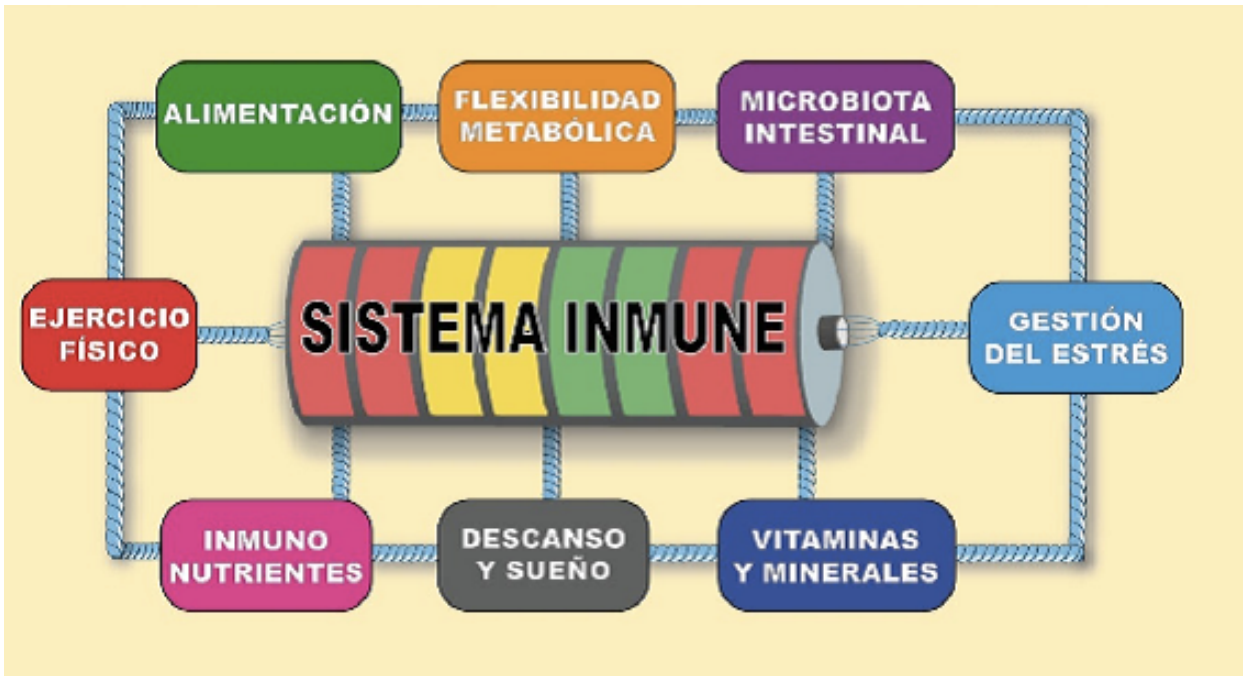 ALIMENTACIÓN
FLEXIBILIDAD
METABÓLICA
MICROBIOTA
INTESTINAL
EJERCICIO
FÍSICO
SISTEMA INMUNE
GESTIÓN
DEL ESTRÉS
INMUNO
NUTRIENTES
DESCANSO
Y SUEÑO
VITAMINAS
Y MINERALES